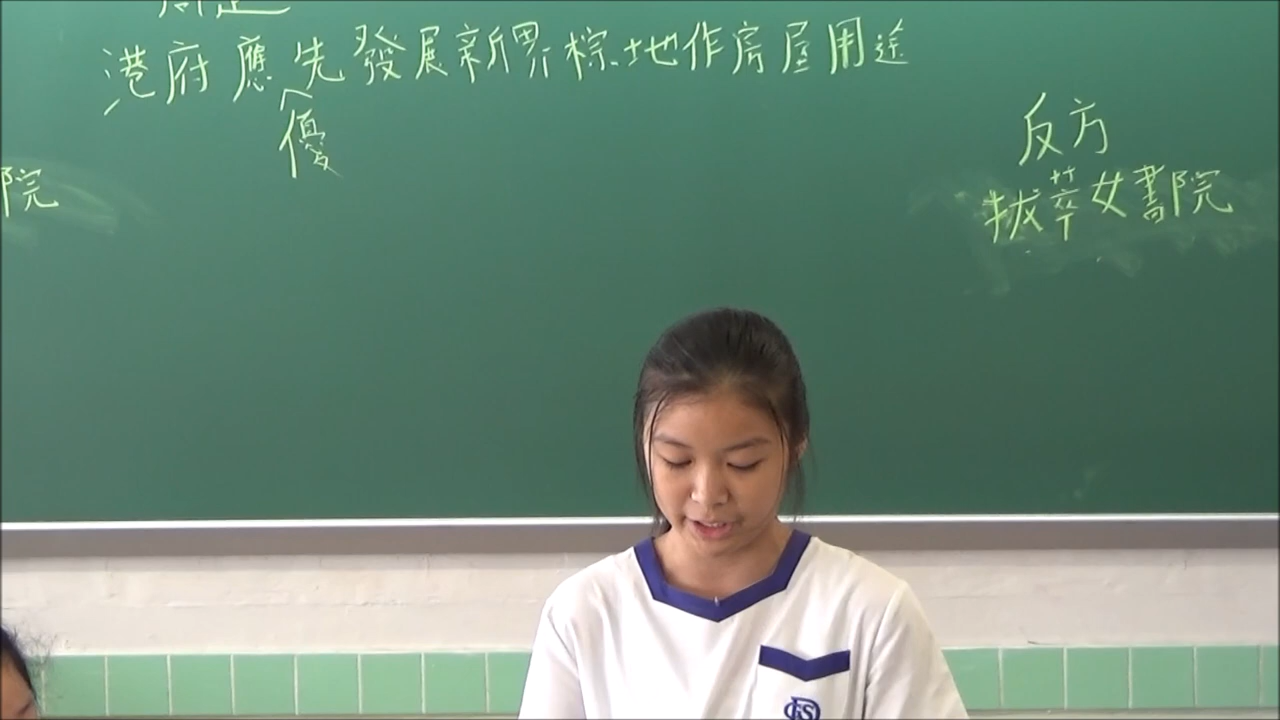 港府應先發展新界棕地作房屋用途
優
反方
院
拔萃女書院